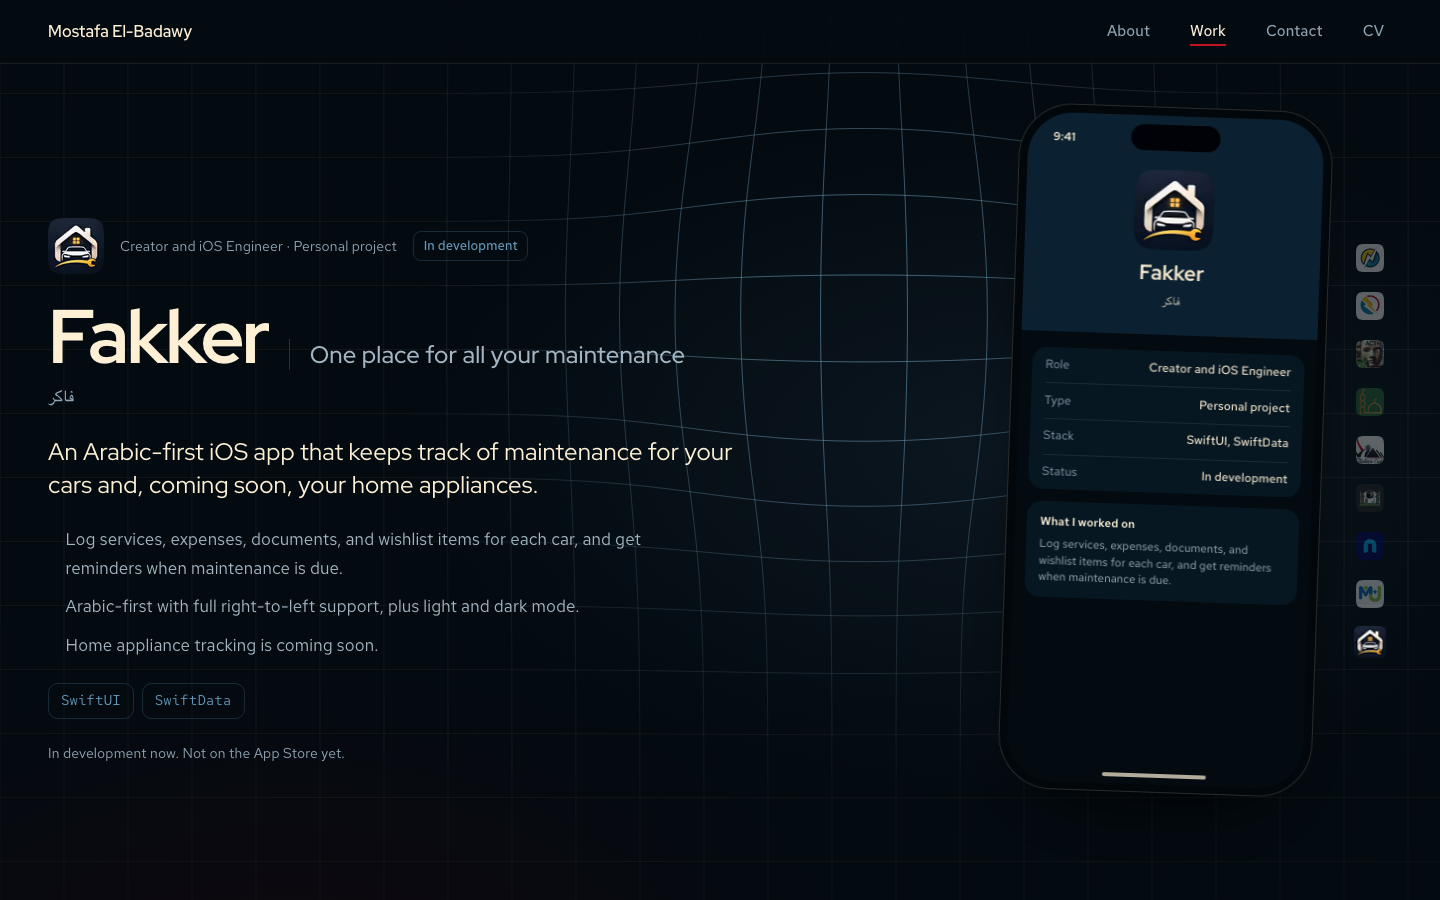 Mostafa El-Badawy
About
Work
Contact
CV
Creator and iOS Engineer · Personal project
In development
Fakker
One place for all your maintenance
فاكر
An Arabic-first iOS app that keeps track of maintenance for your
cars and, coming soon, your home appliances.
Log services, expenses, documents, and wishlist items for each car, and get
reminders when maintenance is due.
Arabic-first with full right-to-left support, plus light and dark mode.
Home appliance tracking is coming soon.
SwiftUI
SwiftData
In development now. Not on the App Store yet.
9:41
Fakker
فاكر
Role
Creator and iOS Engineer
Type
Personal project
Stack
SwiftUI, SwiftData
Status
In development
What I worked on
Log services, expenses, documents, and
wishlist items for each car, and get reminders
when maintenance is due.